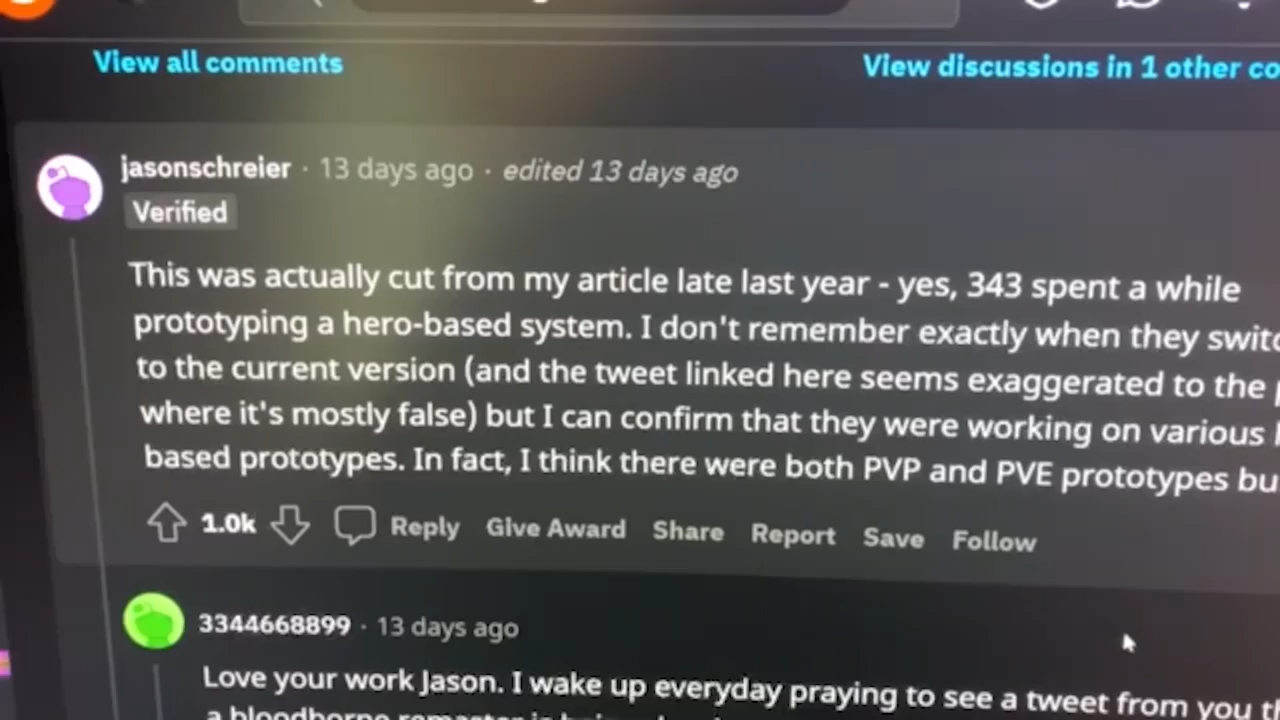 View all comments
View discussions in 1 other
jasonschreier · 13 days ago · edited 13 days ago
Verified
This was actually cut from my article late last year - yes, 343 spent a while
prototyping a hero-based system. I don't remember exactly when they
to the current version (and the tweet linked here seems exaggerated to the
where it's mostly false) but I can confirm that they were working on various
based prototypes. In fact, I think there were both PVP and PVE prototypes
1.0k Reply Give Award Share Report Save Follow
3344668899 · 13 days ago
Love your work Jason. I wake up everyday praying to see a tweet from you
a bloodborne remaster is